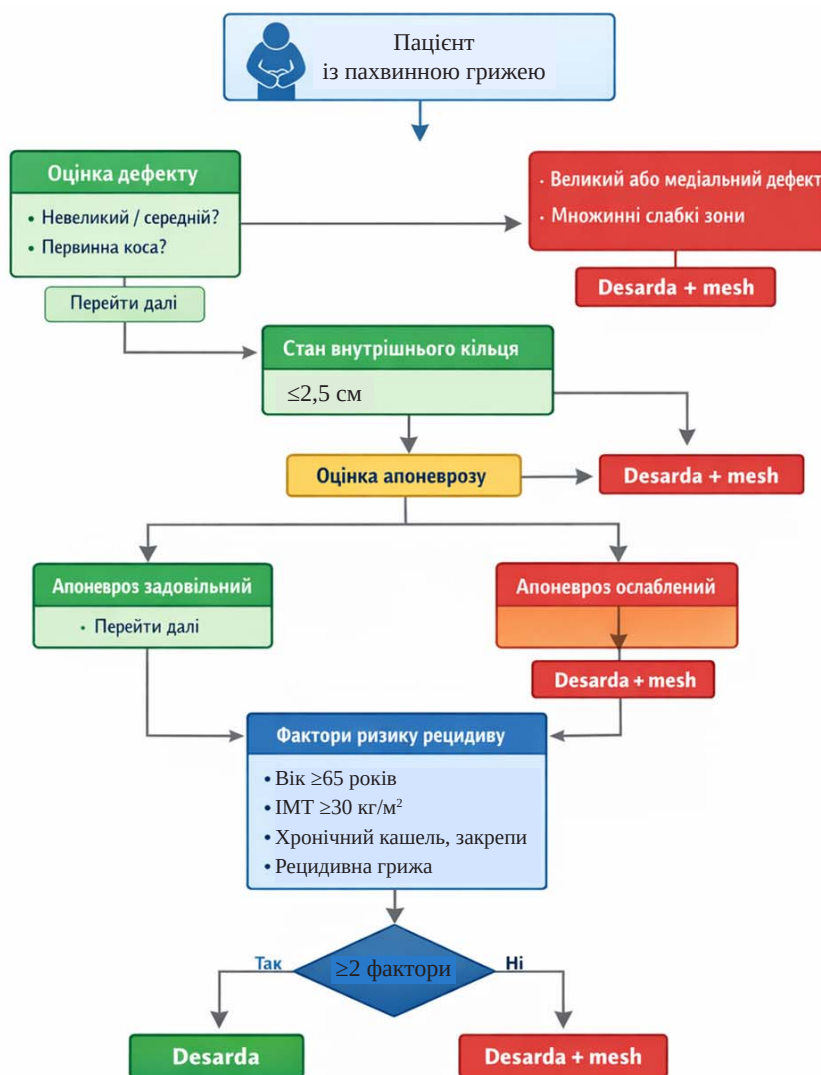 Пацієнт
із пахвинною грижею
Оцінка дефекту
• Невеликий / середній?
• Первинна коса?
· Великий або медіальний дефект
· Множинні слабкі зони
Desarda + mesh
Перейти далі
Стан внутрішнього кільця
≤2,5 см
Оцінка апоневрозу
Desarda + mesh
Апоневроз задовільний
• Перейти далі
Апоневроз ослаблений
Desarda + mesh
Фактори ризику рецидиву
• Вік ≥65 років
• ІМТ ≥30 кг/м²
• Хронічний кашель, закрепи
• Рецидивна грижа
Так
≥2 фактори
Ні
Desarda
Desarda + mesh